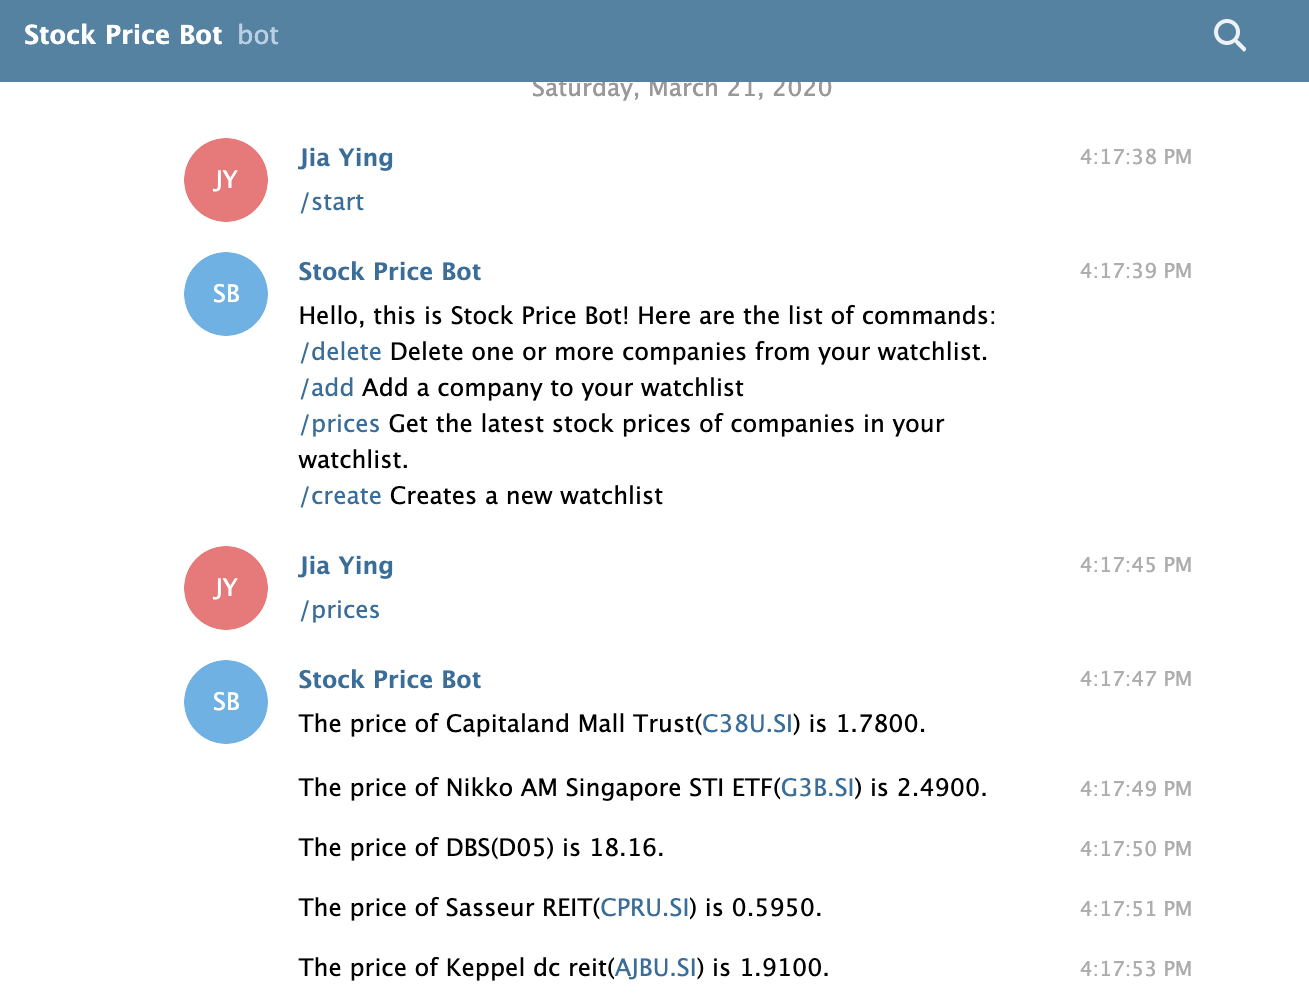 Stock Price Bot bot
Saturday, March 21, 2020
JY
Jia Ying 4:17:38 PM
/start
SB
Stock Price Bot 4:17:39 PM
Hello, this is Stock Price Bot! Here are the list of commands:
/delete Delete one or more companies from your watchlist.
/add Add a company to your watchlist
/prices Get the latest stock prices of companies in your
watchlist.
/create Creates a new watchlist
JY
Jia Ying 4:17:45 PM
/prices
SB
Stock Price Bot 4:17:47 PM
The price of Capitaland Mall Trust(C38U.SI) is 1.7800.
The price of Nikko AM Singapore STI ETF(G3B.SI) is 2.4900. 4:17:49 PM
The price of DBS(D05) is 18.16. 4:17:50 PM
The price of Sasseur REIT(CPRU.SI) is 0.5950. 4:17:51 PM
The price of Keppel dc reit(AJBU.SI) is 1.9100. 4:17:53 PM